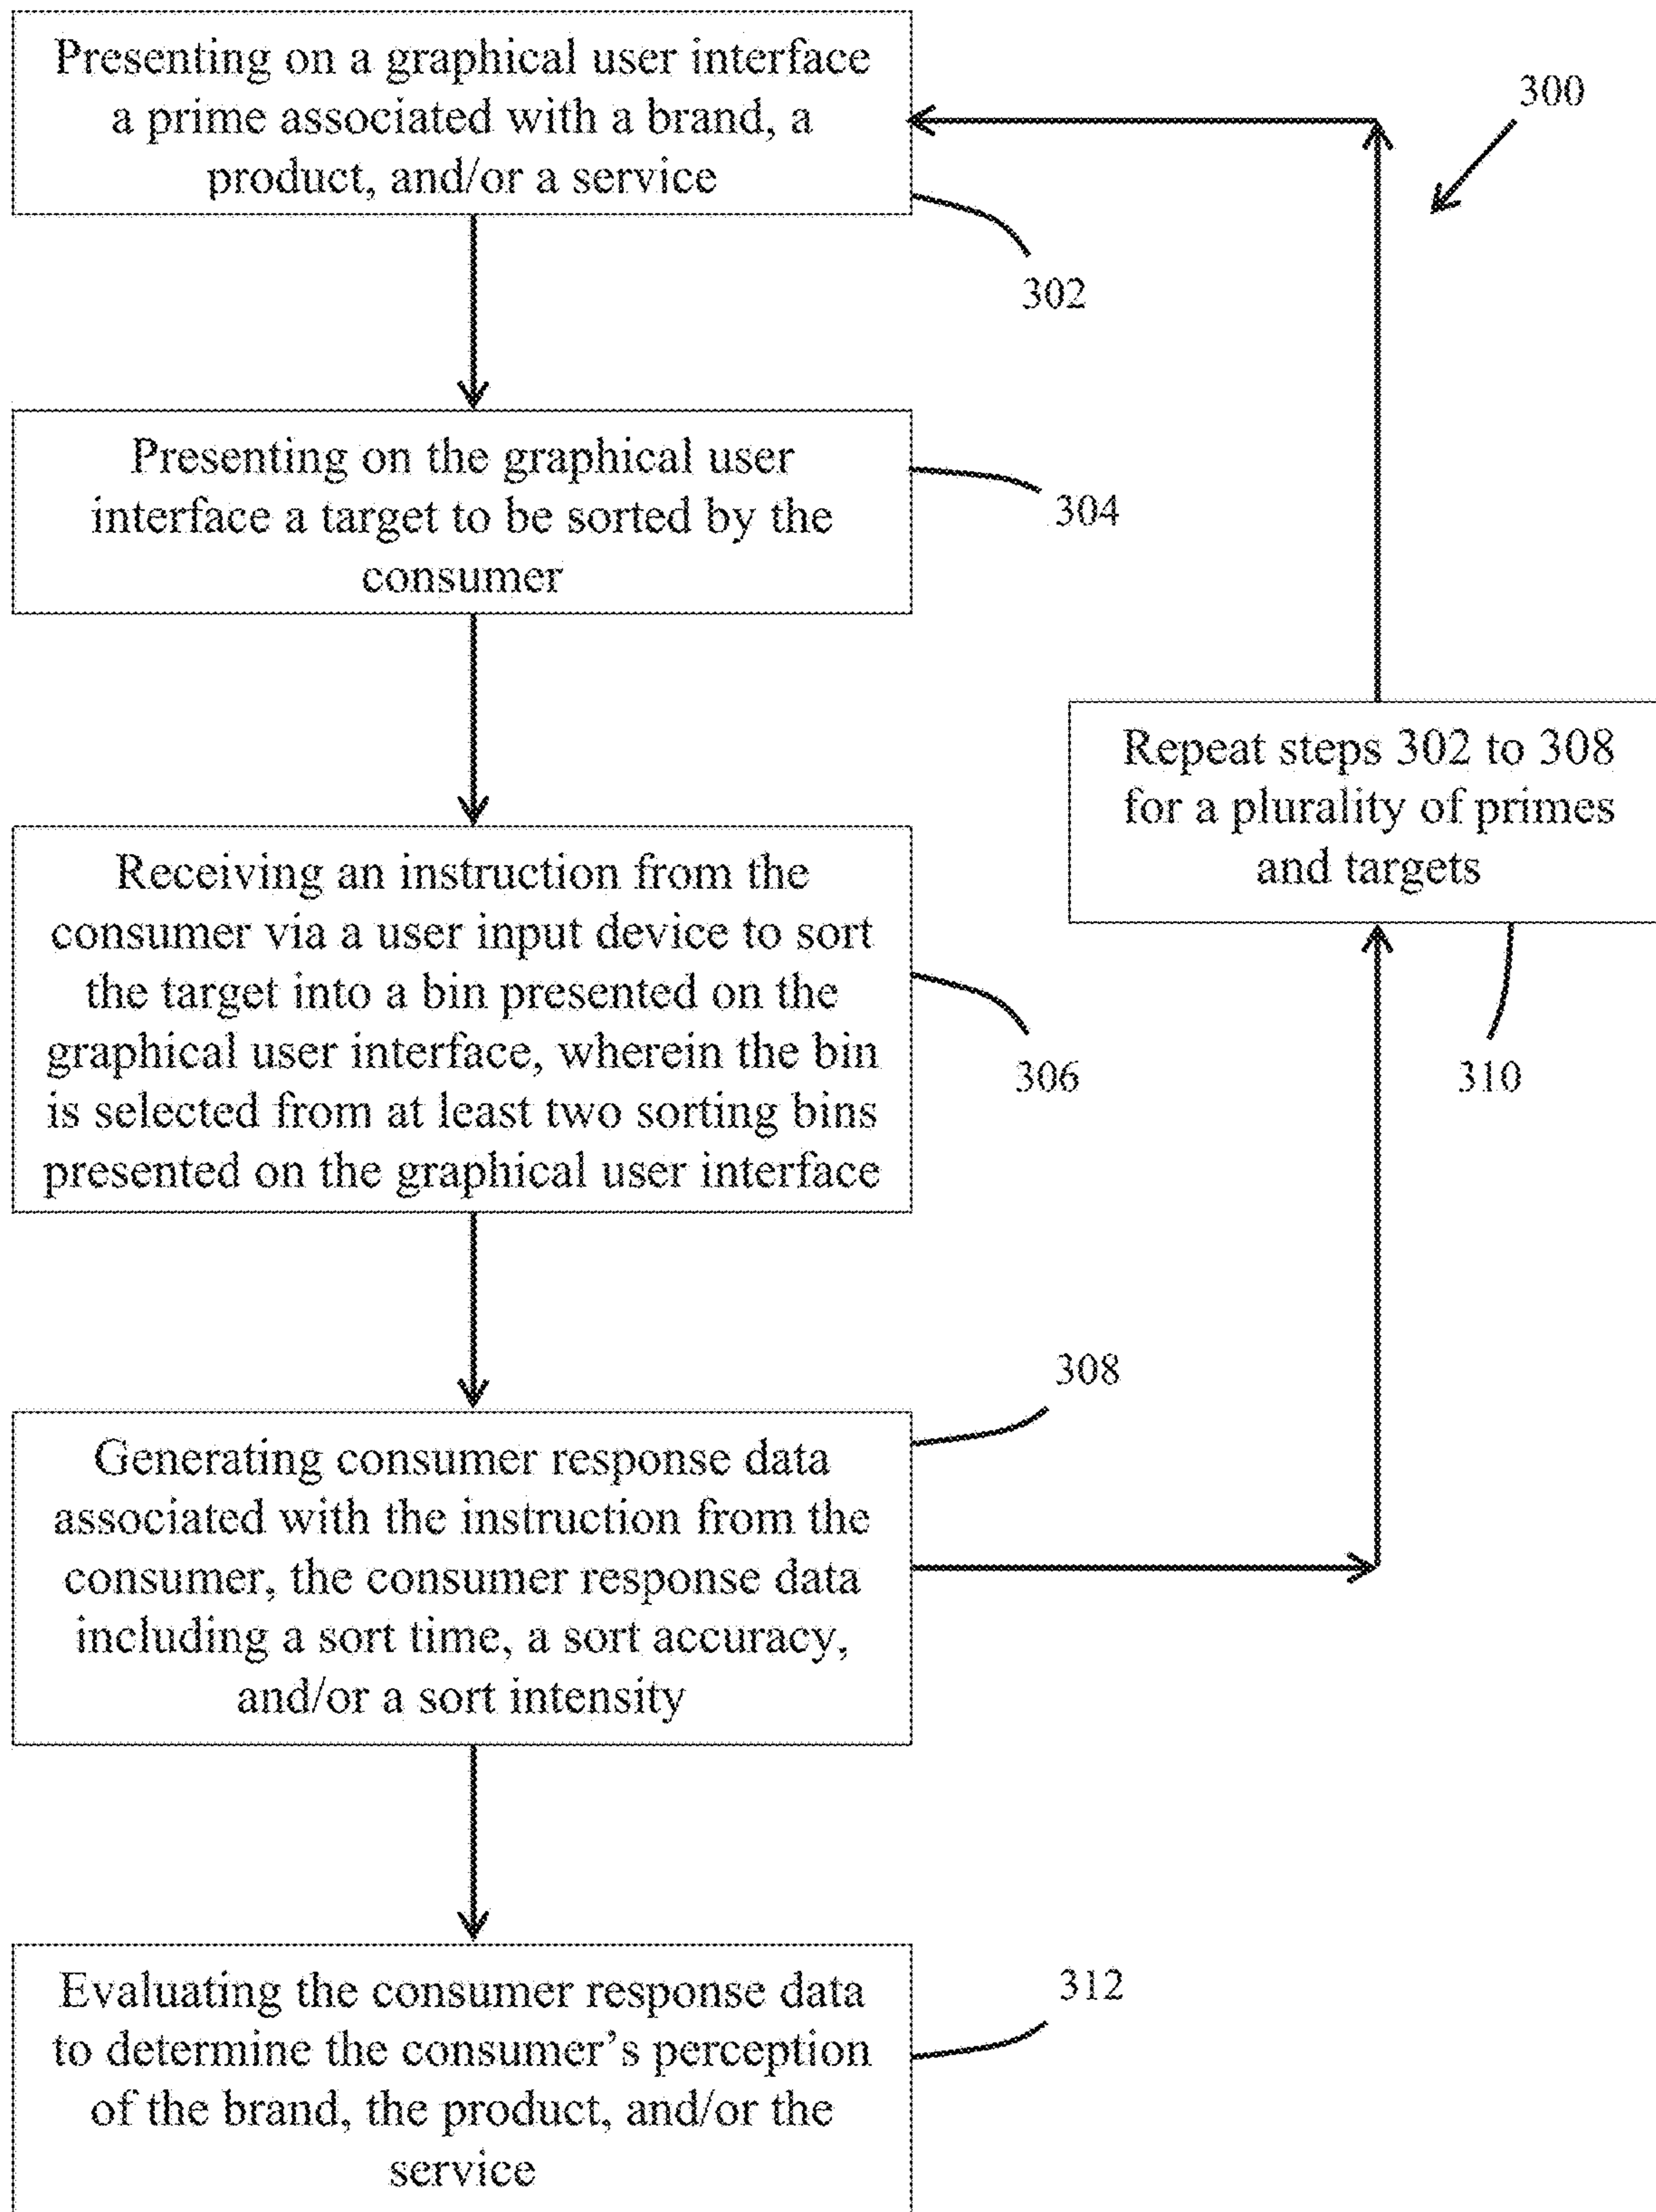 Presenting on a graphical user interface
a prime associated with a brand, a
product, and/or a service
300
302
Presenting on the graphical user
interface a target to be sorted by the
consumer
304
Repeat steps 302 to 308
for a plurality of primes
and targets
310
Receiving an instruction from the
consumer via a user input device to sort
the target into a bin presented on the
graphical user interface, wherein the bin
is selected from at least two sorting bins
presented on the graphical user interface
306
308
Generating consumer response data
associated with the instruction from the
consumer, the consumer response data
including a sort time, a sort accuracy,
and/or a sort intensity
Evaluating the consumer response data
to determine the consumer’s perception
of the brand, the product, and/or the
service
312